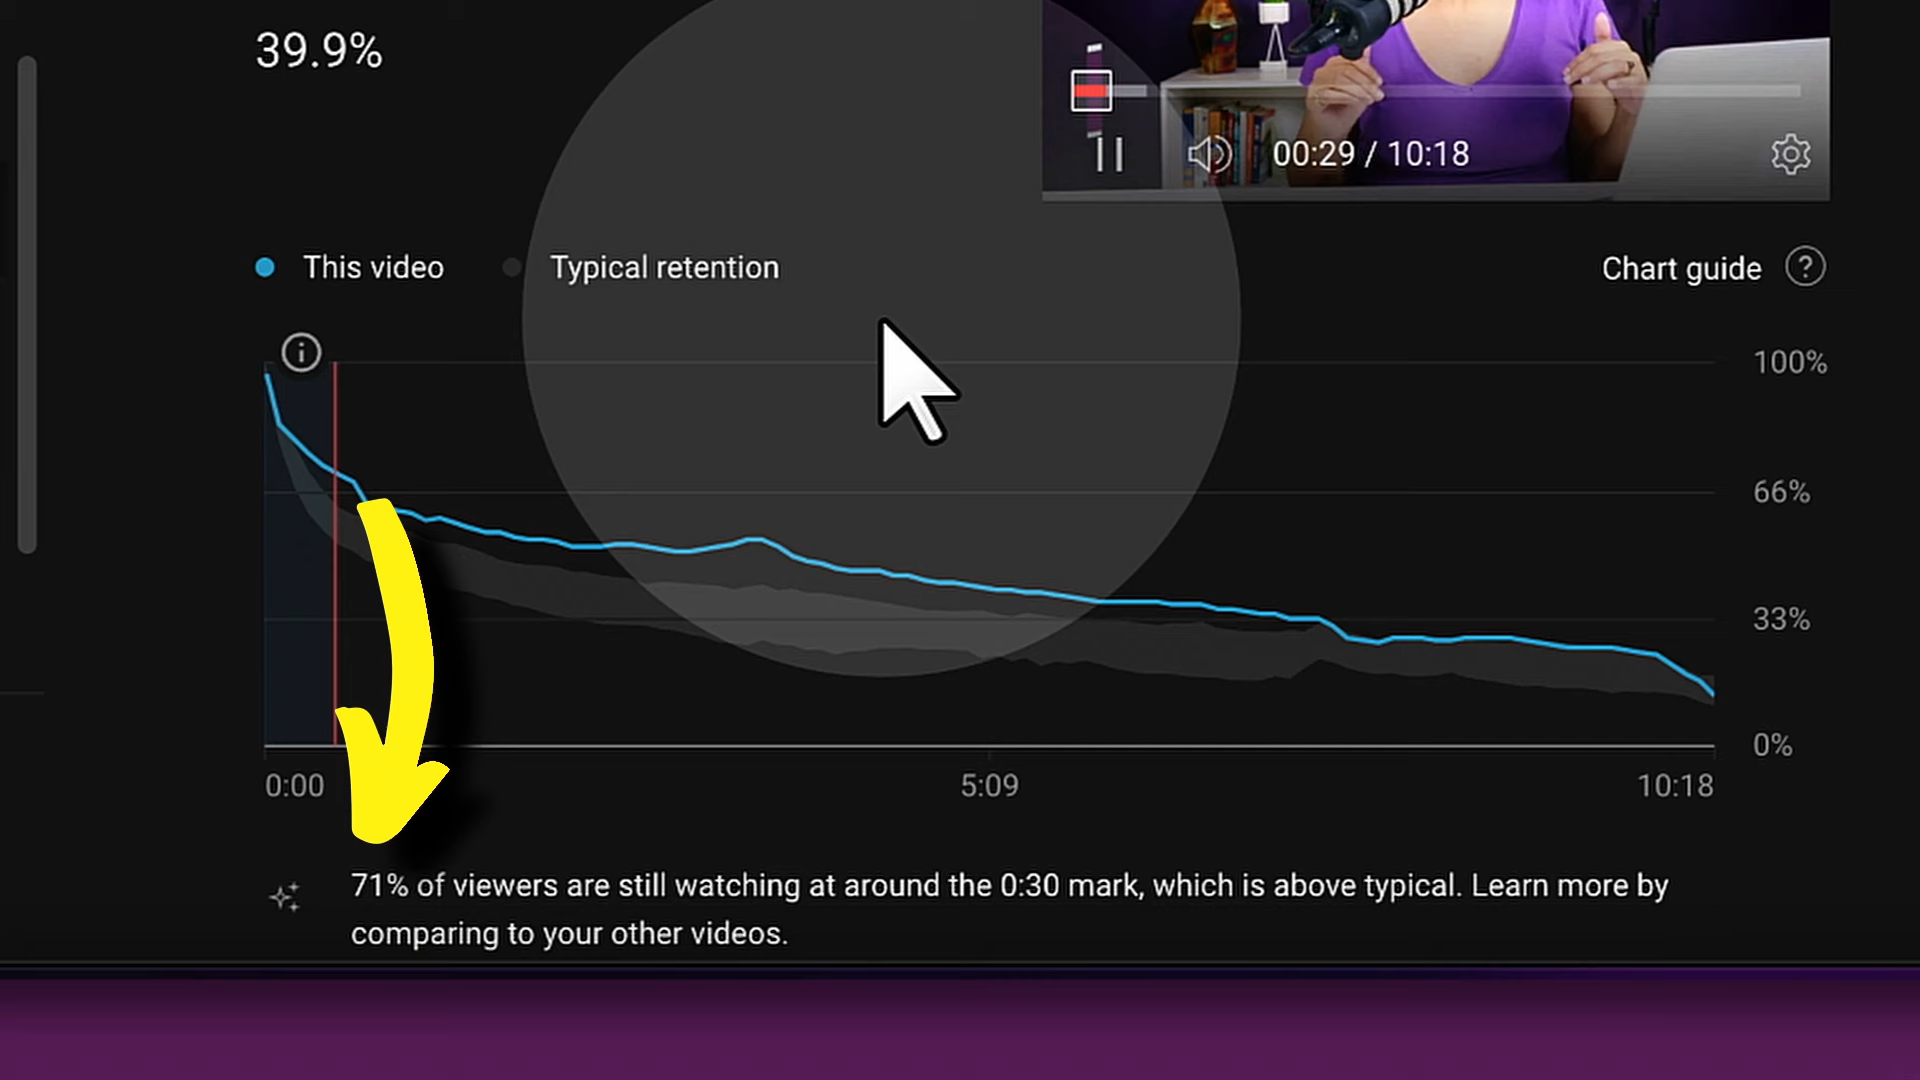 39.9%
00:29 / 10:18
This video
Typical retention
Chart guide
100%
66%
33%
0%
0:00
5:09
10:18
71% of viewers are still watching at around the 0:30 mark, which is above typical. Learn more by
comparing to your other videos.